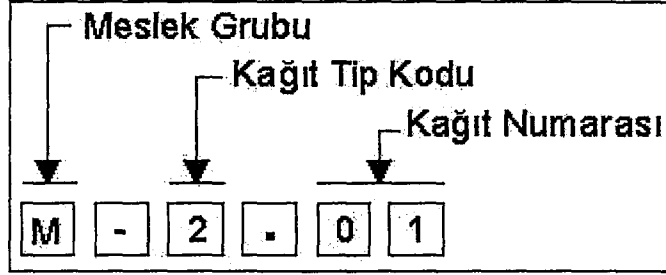 Meslek Grubu
Kağıt Tip Kodu
Kağıt Numarası
M - 2 . 0 1